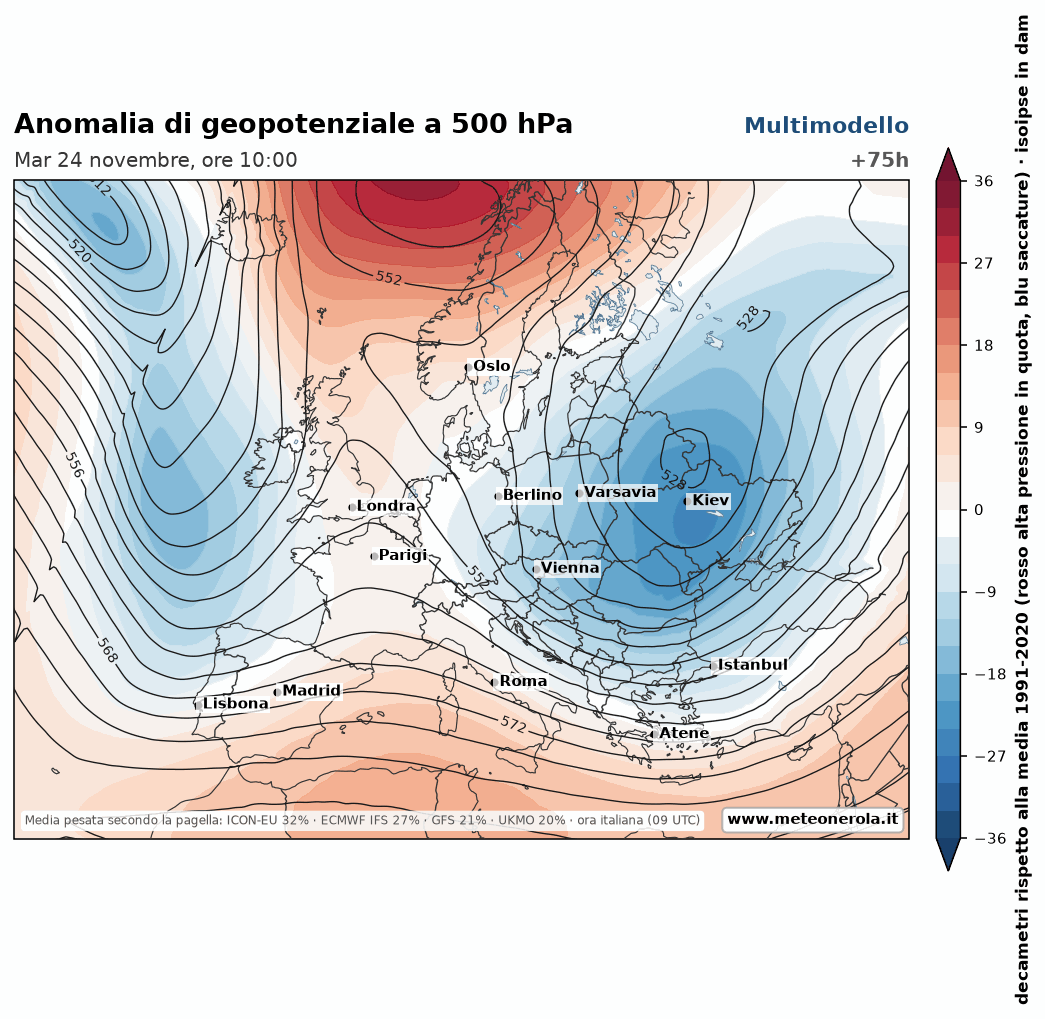 Anomalia di geopotenziale a 500 hPa
Multimodello
Mar 24 novembre, ore 10:00
+75h
512
520
552
528
Oslo
556
528
Berlino
Varsavia
Kiev
Londra
Parigi
Vienna
568
Istanbul
Roma
Madrid
Lisbona
572
Atene
Media pesata secondo la pagella: ICON-EU 32% · ECMWF IFS 27% · GFS 21% · UKMO 20% · ora italiana (09 UTC)
www.meteonerola.it
36
27
18
9
0
−9
−18
−27
−36
decametri rispetto alla media 1991-2020 (rosso alta pressione in quota, blu saccature) · isoipse in dam